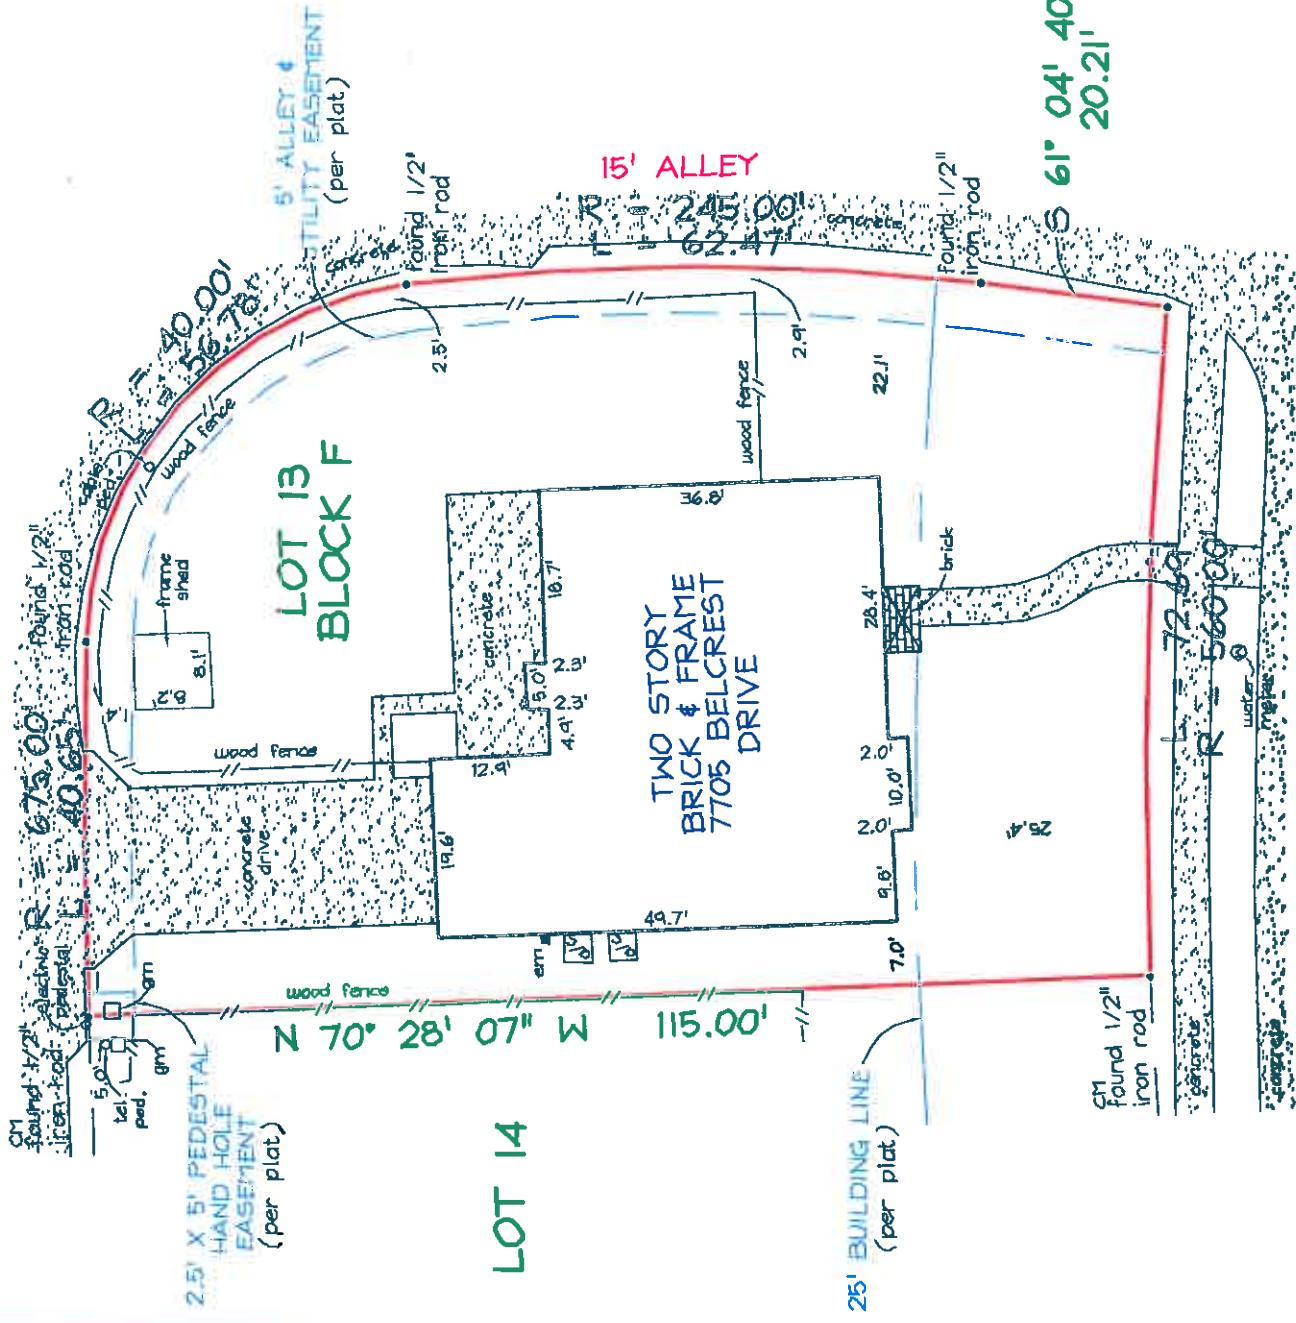 5' ALLEY &
UTILITY EASEMENT
(per plat)
15' ALLEY
R = 245.00'
L = 62.47'
concrete
concrete
found 1/2'
iron rod
found 1/2"
iron rod
S 61° 04' 40
20.21'
R = 40.00'
L = 56.78'
cable
ped.
wood fence
2.5'
2.9'
22.1'
wood fence
LOT 13
BLOCK F
found 1/2"
iron rod
frame
shed
8.2'
8.1'
R = 675.00'
L = 40.65'
wood fence
concrete
18.7'
36.8'
5.0'
2.3'
2.3'
4.9'
12.9'
19.6'
concrete
drive
TWO STORY
BRICK & FRAME
7705 BELCREST
DRIVE
28.4'
brick
2.0'
10.0'
2.0'
9.6'
49.7'
25.4'
7.0'
em
wood fence
N 70° 28' 07" W 115.00'
CM
found 1/2"
iron rod
electric
pedestal
gm
gm
5.0'
tel.
ped.
2.5' X 5' PEDESTAL
HAND HOLE
EASEMENT
(per plat)
LOT 14
25' BUILDING LINE
(per plat)
CM
found 1/2"
iron rod
concrete
concrete
L = 72.69'
R = 560.00'
water
meter